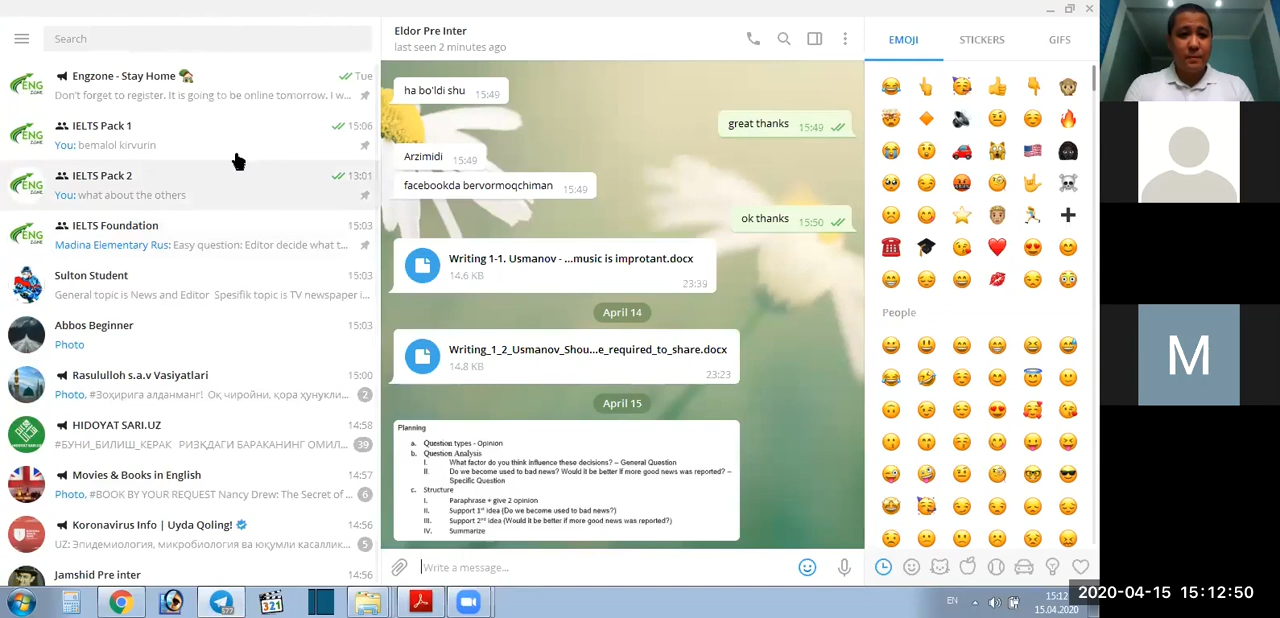 Search
Engzone - Stay Home
Tue
Don't forget to register. It is going to be online tomorrow. I w...
IELTS Pack 1
15:06
You: bemalol kirvurin
IELTS Pack 2
13:01
You: what about the others
IELTS Foundation
15:03
Madina Elementary Rus: Easy question: Editor decide what t...
Sulton Student
15:03
General topic is News and Editor Spesifik topic is TV newspaper i...
Abbos Beginner
15:03
Photo
Rasululloh s.a.v Vasiyatlari
15:00
Photo, #Зоҳирига алданманг! Оқ чиройни, қора ҳунукли...
2
HIDOYAT SARI.UZ
14:58
#БУНИ_БИЛИШ_КЕРАК РИЗҚДАГИ БАРАКАНИНГ ОМИЛ...
39
Movies & Books in English
14:57
Photo, #BOOK BY YOUR REQUEST Nancy Drew: The Secret of ...
6
Koronavirus Info | Uyda Qoling!
14:56
UZ: Эпидемиология, микробиология ва юқумли касаллик...
5
Jamshid Pre inter
14:56
Eldor Pre Inter
last seen 2 minutes ago
ha bo'ldi shu 15:49
great thanks 15:49
Arzimidi 15:49
facebookda bervormoqchiman 15:49
ok thanks 15:50
Writing 1-1. Usmanov - ...music is improtant.docx
14.6 KB
23:39
April 14
Writing_1_2_Usmanov_Shou...e_required_to_share.docx
14.8 KB
23:23
April 15
Planning
a. Question types - Opinion
b. Question Analysis
I. What factor do you think influence these decisions? – General Question
II. Do we become used to bad news? Would it be better if more good news was reported? –
Specific Question
c. Structure
I. Paraphrase + give 2 opinion
II. Support 1st idea (Do we become used to bad news?)
III. Support 2nd idea (Would it be better if more good news was reported?)
IV. Summarize
Write a message...
EMOJI
STICKERS
GIFS
People
M
321
577
EN
15:12
15.04.2020
2020-04-15 15:12:50